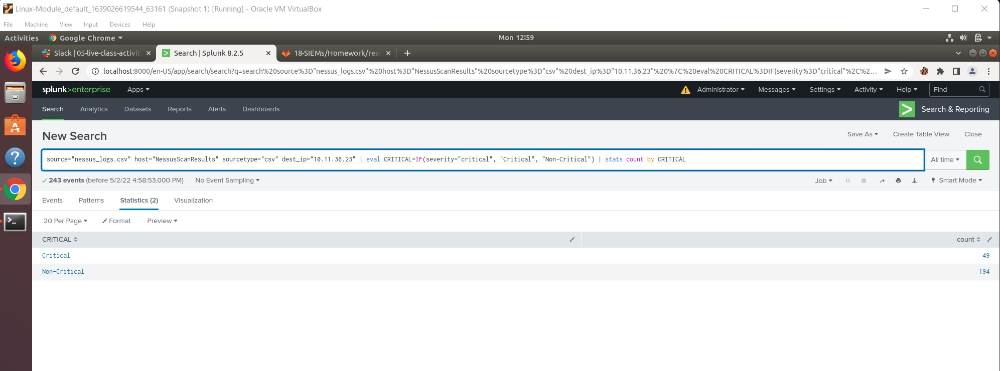 Linux-Module_default_1639026619544_63161 (Snapshot 1) [Running] - Oracle VM VirtualBox
File Machine View Input Devices Help
Activities Google Chrome Mon 12:59
Slack | 05-live-class-activit Search | Splunk 8.2.5 18-SIEMs/Homework/reso
localhost:8000/en-US/app/search/search?q=search%20source%3D"nessus_logs.csv"%20host%3D"NessusScanResults"%20sourcetype%3D"csv"%20dest_ip%3D"10.11.36.23"%20%7C%20eval%20CRITICAL%3DIF(severity%3D"critical"%2C%2...
splunk>enterprise Apps Administrator Messages Settings Activity Help Find
Search Analytics Datasets Reports Alerts Dashboards Search & Reporting
New Search Save As Create Table View Close
source="nessus_logs.csv" host="NessusScanResults" sourcetype="csv" dest_ip="10.11.36.23" | eval CRITICAL=IF(severity="critical", "Critical", "Non-Critical") | stats count by CRITICAL All time
243 events (before 5/2/22 4:58:53.000 PM) No Event Sampling Job Smart Mode
Events Patterns Statistics (2) Visualization
20 Per Page Format Preview
CRITICAL count
Critical 49
Non-Critical 194